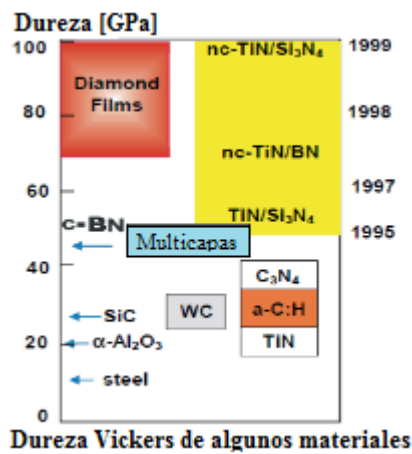 Dureza [GPa]
100
nc-TiN/Si₃N₄
1999
Diamond
Films
80
1998
nc-TiN/BN
60
1997
TIN/Si₃N₄
c-BN
1995
Multicapas
40
C₃N₄
SiC
WC
a-C:H
20
α-Al₂O₃
TIN
steel
0
Dureza Vickers de algunos materiales